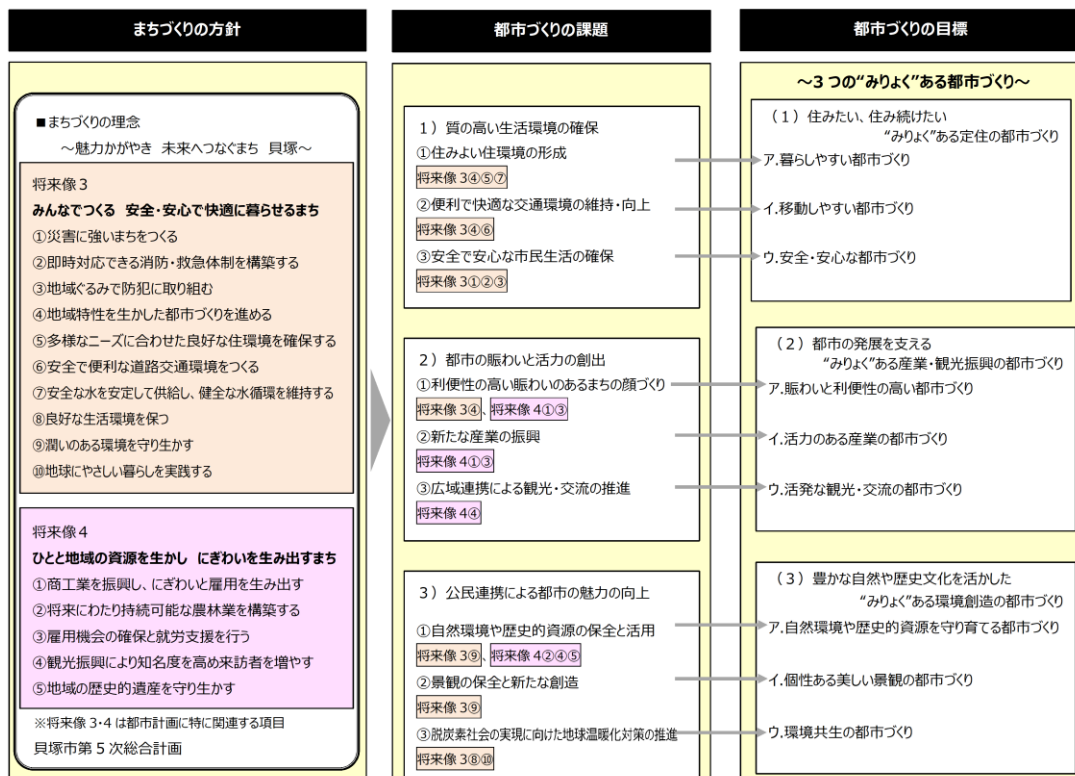 まちづくりの方針
■まちづくりの理念
～魅力かがやき 未来へつなぐまち 貝塚～
将来像3
みんなでつくる 安全・安心で快適に暮らせるまち
①災害に強いまちをつくる
②即時対応できる消防・救急体制を構築する
③地域ぐるみで防犯に取り組む
④地域特性を生かした都市づくりを進める
⑤多様なニーズに合わせた良好な住環境を確保する
⑥安全で便利な道路交通環境をつくる
⑦安全な水を安定して供給し、健全な水循環を維持する
⑧良好な生活環境を保つ
⑨潤いのある環境を守り生かす
⑩地球にやさしい暮らしを実践する
将来像4
ひとと地域の資源を生かし にぎわいを生み出すまち
①商工業を振興し、にぎわいと雇用を生み出す
②将来にわたり持続可能な農林業を構築する
③雇用機会の確保と就労支援を行う
④観光振興により知名度を高め来訪者を増やす
⑤地域の歴史的遺産を守り生かす
※将来像3・4は都市計画に特に関連する項目
貝塚市第5次総合計画
都市づくりの課題
1）質の高い生活環境の確保
①住みよい住環境の形成
将来像3④⑤⑦
②便利で快適な交通環境の維持・向上
将来像3④⑥
③安全で安心な市民生活の確保
将来像3①②③
2）都市の賑わいと活力の創出
①利便性の高い賑わいのあるまちの顔づくり
将来像3④、将来像4①③
②新たな産業の振興
将来像4①③
③広域連携による観光・交流の推進
将来像4④
3）公民連携による都市の魅力の向上
①自然環境や歴史的資源の保全と活用
将来像3⑨、将来像4②④⑤
②景観の保全と新たな創造
将来像3⑨
③脱炭素社会の実現に向けた地球温暖化対策の推進
将来像3⑧⑩
都市づくりの目標
～3つの“みりょく”ある都市づくり～
（1）住みたい、住み続けたい
“みりょく”ある定住の都市づくり
ア.暮らしやすい都市づくり
イ.移動しやすい都市づくり
ウ.安全・安心な都市づくり
（2）都市の発展を支える
“みりょく”ある産業・観光振興の都市づくり
ア.賑わいと利便性の高い都市づくり
イ.活力のある産業の都市づくり
ウ.活発な観光・交流の都市づくり
（3）豊かな自然や歴史文化を活かした
“みりょく”ある環境創造の都市づくり
ア.自然環境や歴史的資源を守り育てる都市づくり
イ.個性ある美しい景観の都市づくり
ウ.環境共生の都市づくり